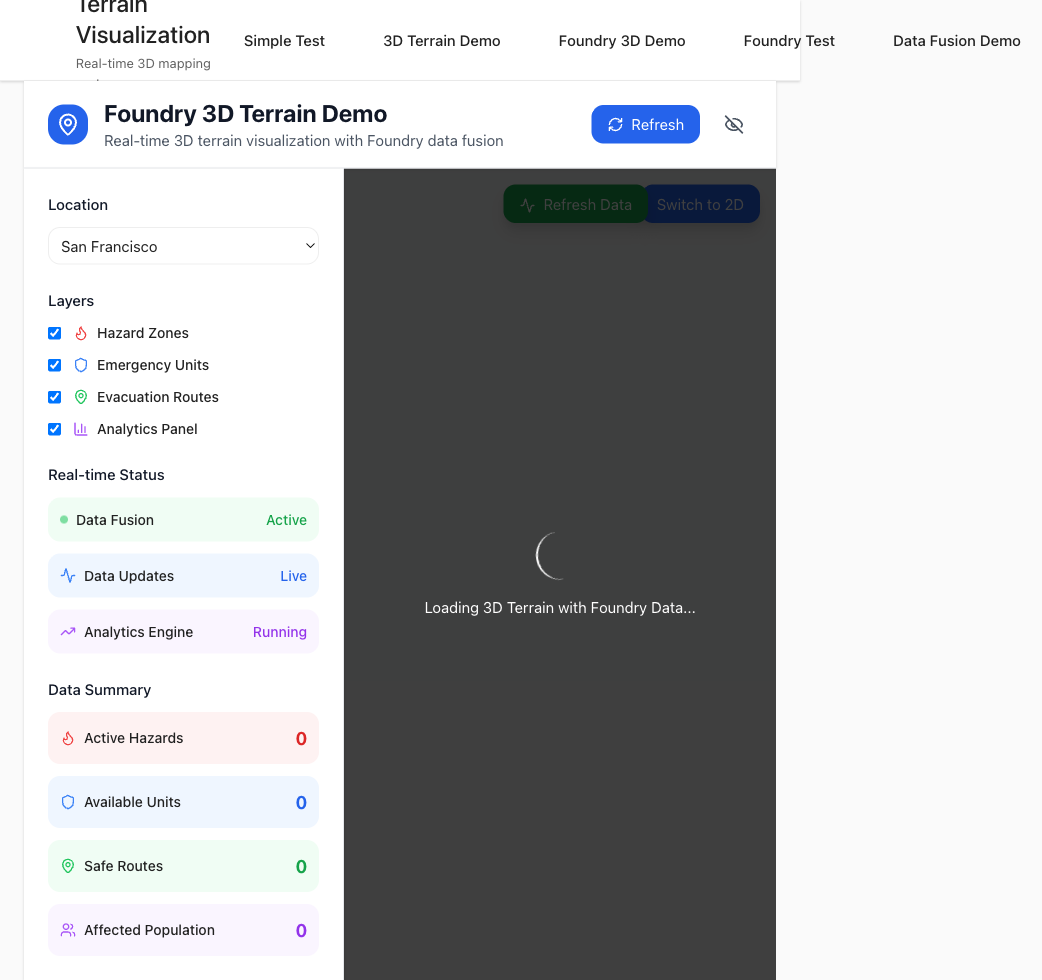 Terrain
Visualization
Real-time 3D mapping
Simple Test
3D Terrain Demo
Foundry 3D Demo
Foundry Test
Data Fusion Demo
Foundry 3D Terrain Demo
Real-time 3D terrain visualization with Foundry data fusion
Refresh
Location
San Francisco
Layers
Hazard Zones
Emergency Units
Evacuation Routes
Analytics Panel
Real-time Status
Data Fusion Active
Data Updates Live
Analytics Engine Running
Data Summary
Active Hazards 0
Available Units 0
Safe Routes 0
Affected Population 0
Refresh Data
Switch to 2D
Loading 3D Terrain with Foundry Data...